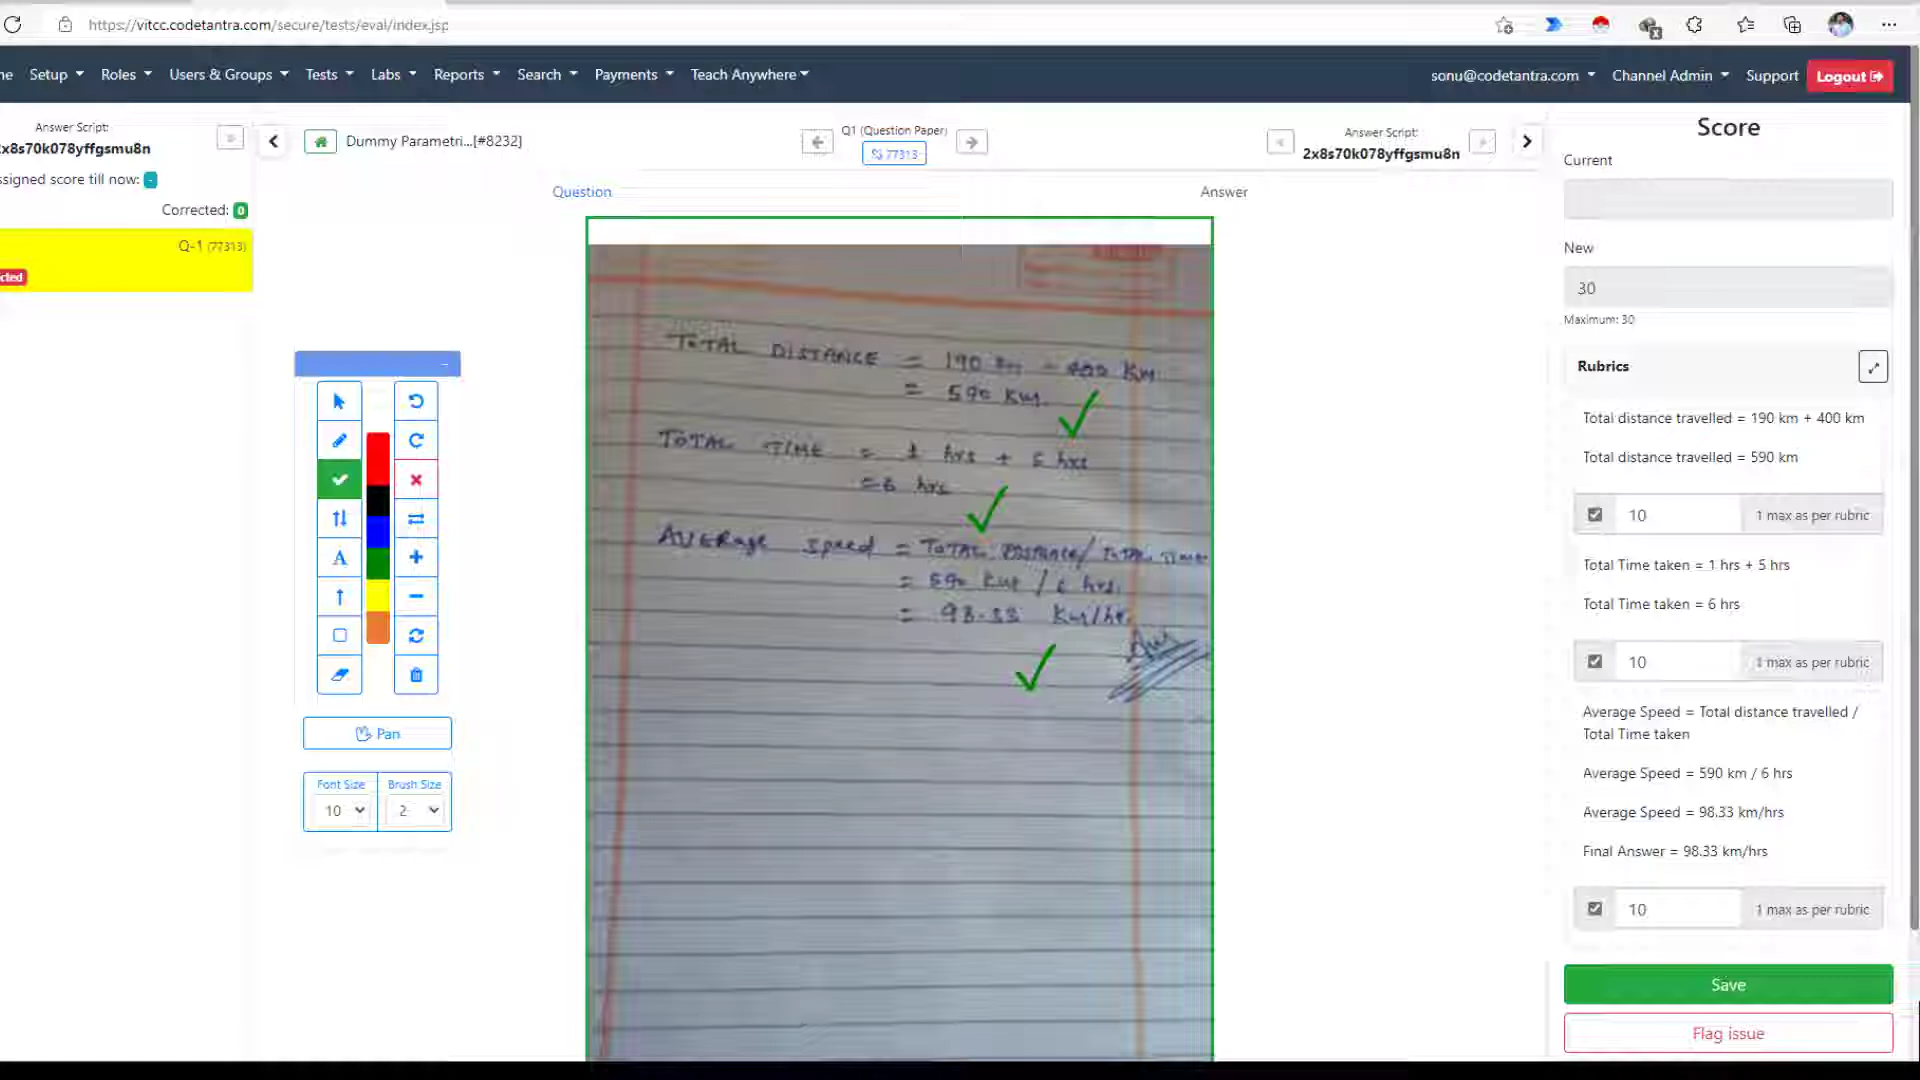 https://vitcc.codetantra.com/secure/tests/eval/index.jsp
ne Setup Roles Users & Groups Tests Labs Reports Search Payments Teach Anywhere sonu@codetantra.com Channel Admin Support Logout
Answer Script:
2x8s70k078yffgsmu8n
ssigned score till now: -
Corrected: 0
Q-1 (77313)
cted
Dummy Parametri...[#8232]
Q1 (Question Paper)
77313
Answer Script:
2x8s70k078yffgsmu8n
Question Answer
TOTAL DISTANCE = 190 Km - 400 KM
= 590 KM.
TOTAL TIME = 1 hrs + 5 hrs
= 6 hrs
AVERage Speed = TOTAL DISTANCE/ TOTAL TIME
= 590 KM / 6 hrs.
= 98.33 KM/hr.
Ans
A
Pan
Font Size Brush Size
10 2
Score
Current
New
30
Maximum: 30
Rubrics
Total distance travelled = 190 km + 400 km
Total distance travelled = 590 km
10 1 max as per rubric
Total Time taken = 1 hrs + 5 hrs
Total Time taken = 6 hrs
10 1 max as per rubric
Average Speed = Total distance travelled /
Total Time taken
Average Speed = 590 km / 6 hrs
Average Speed = 98.33 km/hrs
Final Answer = 98.33 km/hrs
10 1 max as per rubric
Save
Flag issue